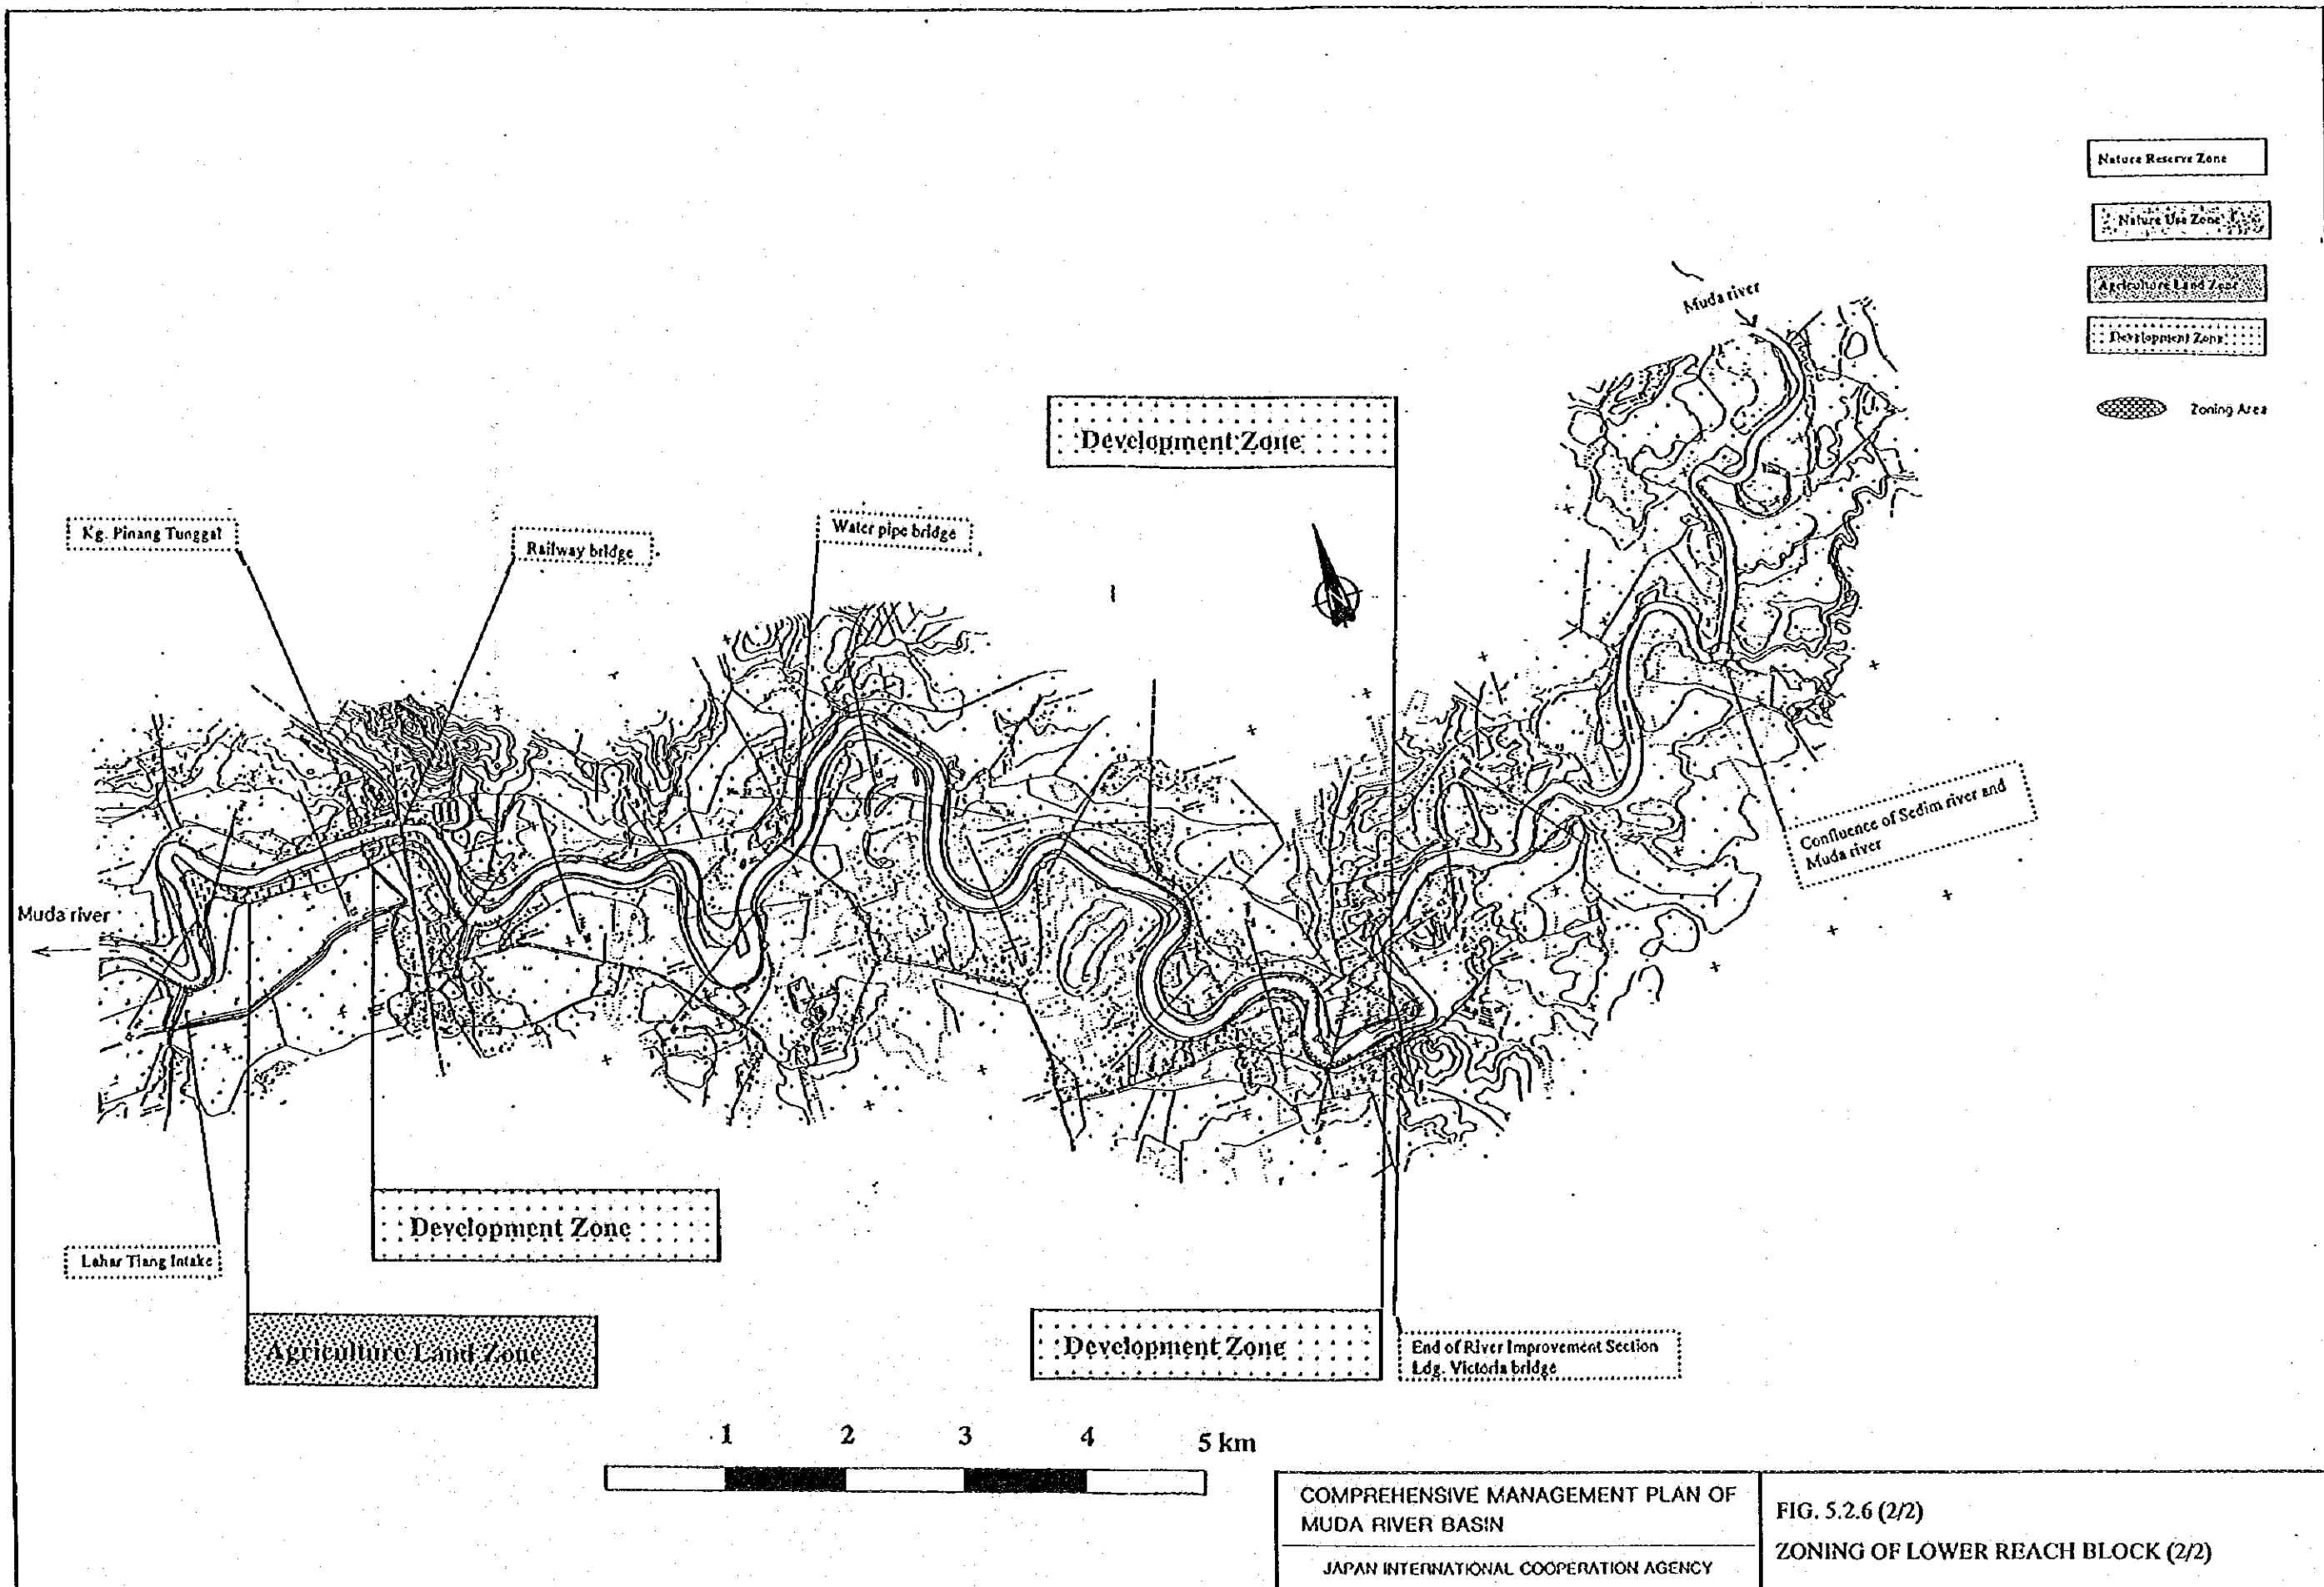 Nature Reserve Zone
Nature Use Zone
Agriculture Land Zone
Development Zone
Zoning Area
Muda river
Development Zone
Kg. Pinang Tunggal
Railway bridge
Water pipe bridge
N
Confluence of Sedim river and
Muda river
Muda river
Development Zone
Lahar Tiang Intake
Agriculture Land Zone
Development Zone
End of River Improvement Section
Ldg. Victoria bridge
1 2 3 4 5 km
COMPREHENSIVE MANAGEMENT PLAN OF
MUDA RIVER BASIN
JAPAN INTERNATIONAL COOPERATION AGENCY
FIG. 5.2.6 (2/2)
ZONING OF LOWER REACH BLOCK (2/2)